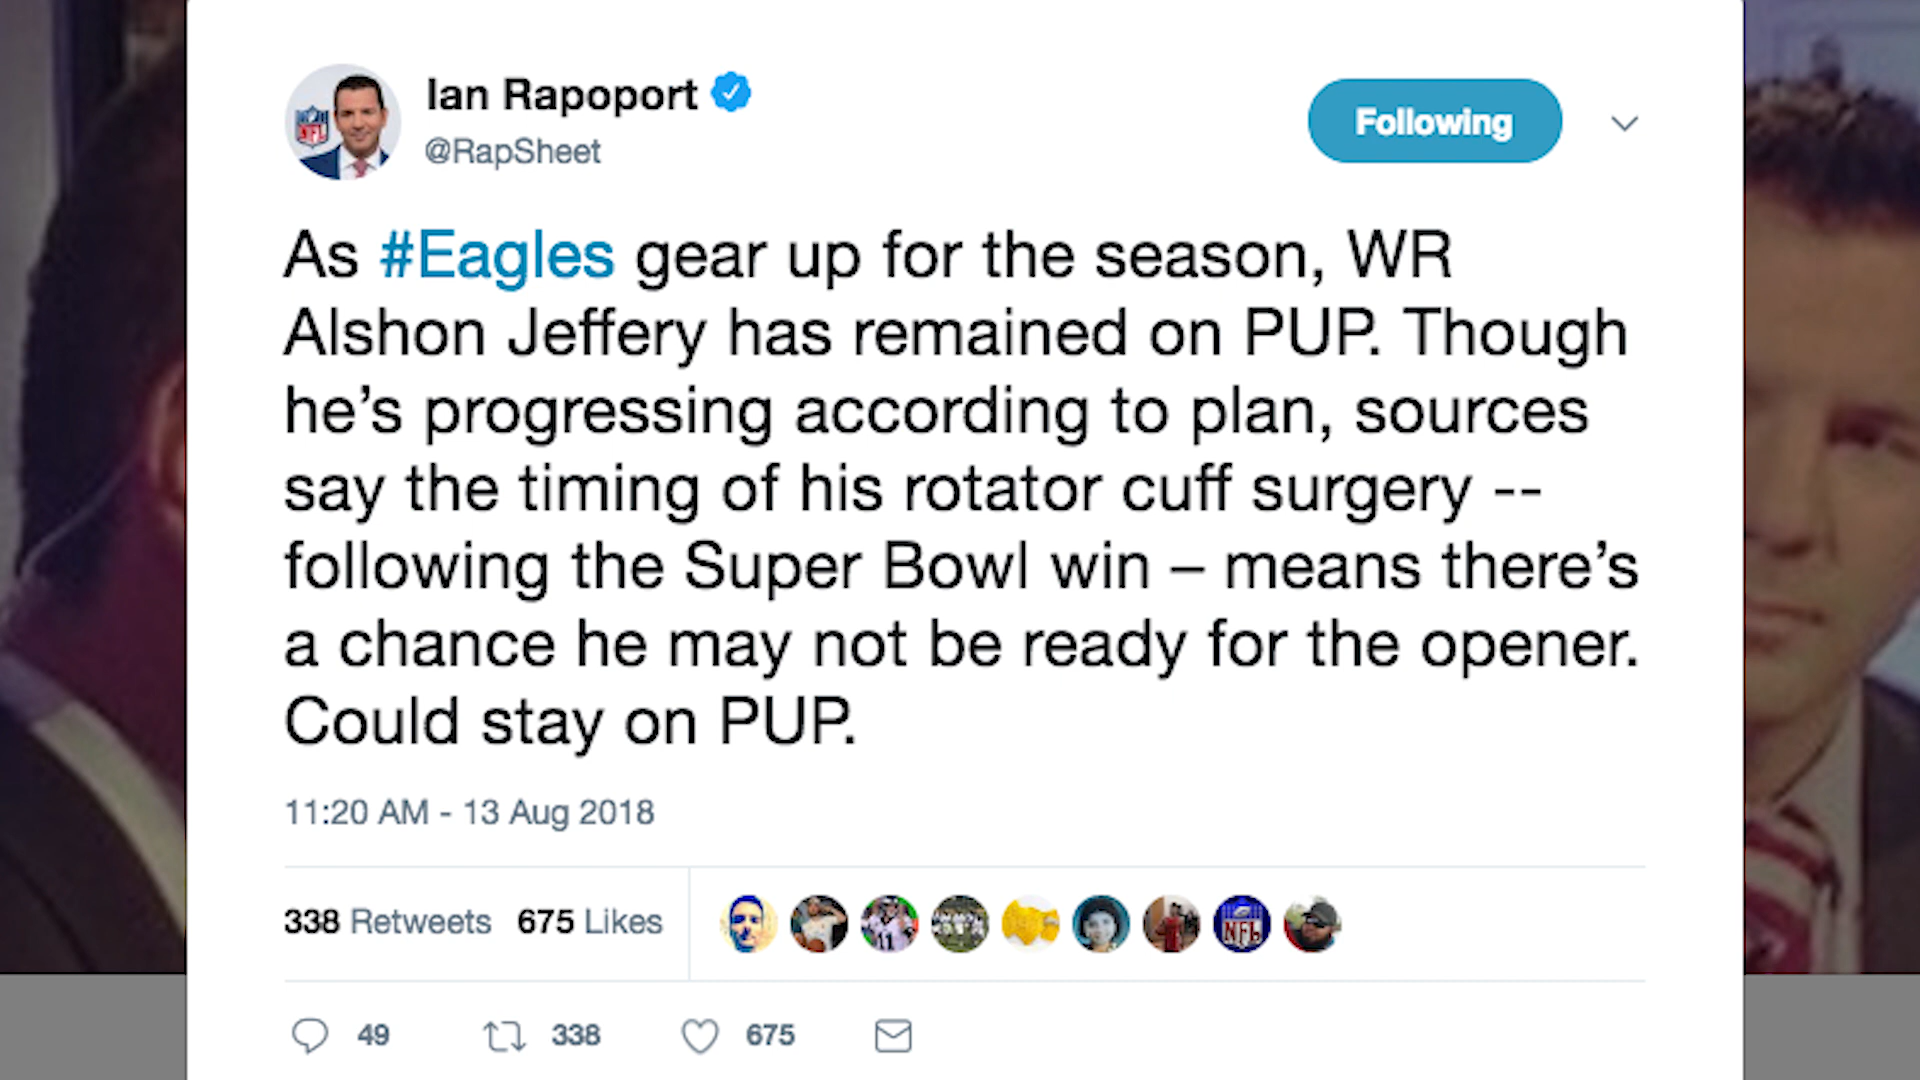 Ian Rapoport
@RapSheet
Following
As #Eagles gear up for the season, WR
Alshon Jeffery has remained on PUP. Though
he’s progressing according to plan, sources
say the timing of his rotator cuff surgery --
following the Super Bowl win – means there’s
a chance he may not be ready for the opener.
Could stay on PUP.
11:20 AM - 13 Aug 2018
338 Retweets 675 Likes
49 338 675
NFL
NFL
11